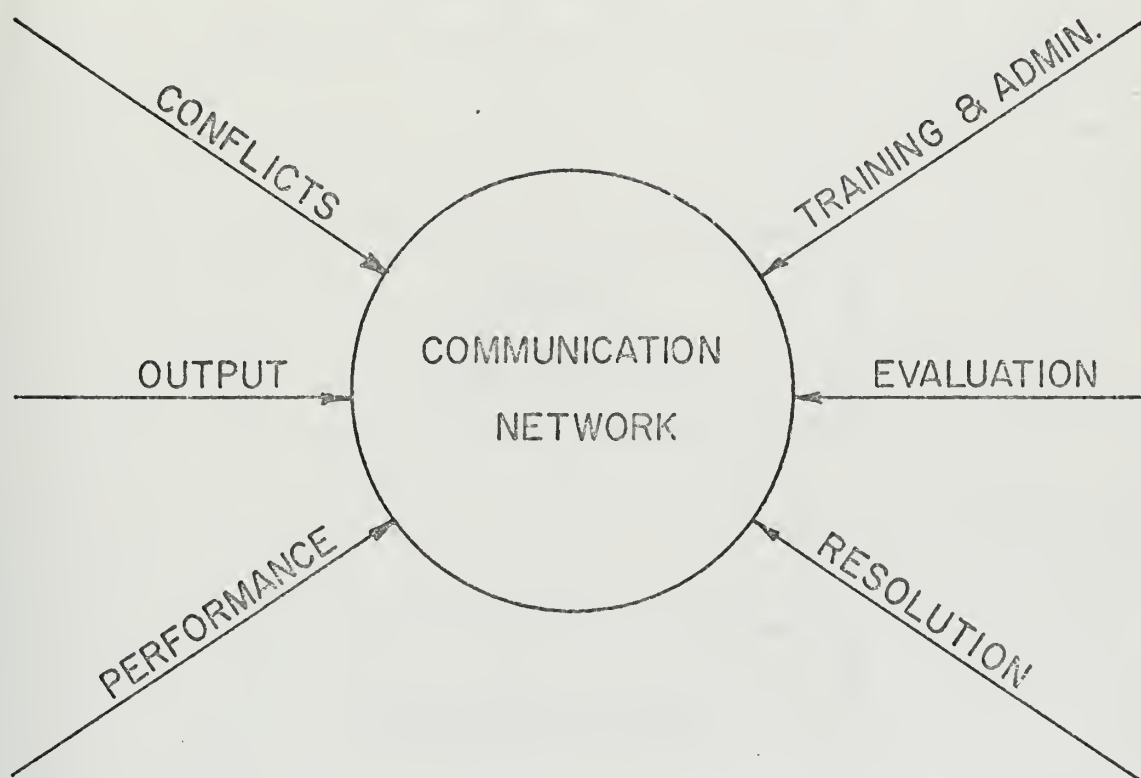 CONFLICTS
TRAINING & ADMIN.
OUTPUT
COMMUNICATION
NETWORK
EVALUATION
PERFORMANCE
RESOLUTION